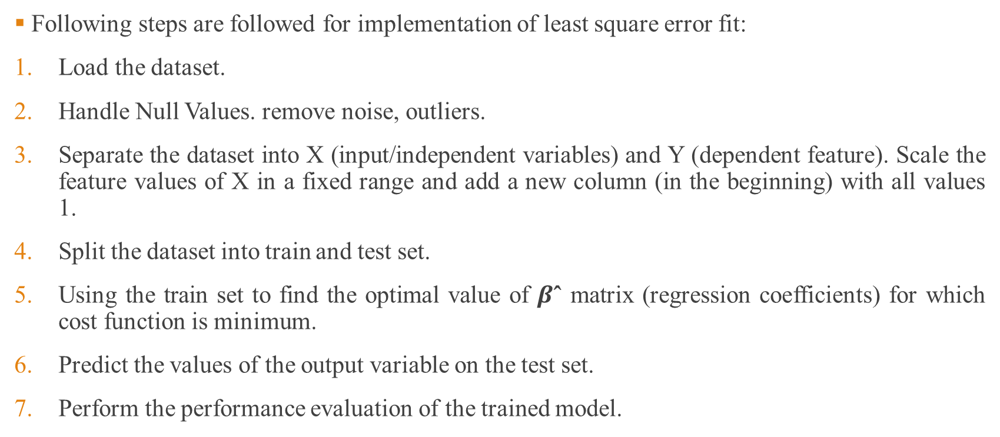 ▪ Following steps are followed for implementation of least square error fit:
1. Load the dataset.
2. Handle Null Values. remove noise, outliers.
3. Separate the dataset into X (input/independent variables) and Y (dependent feature). Scale the
feature values of X in a fixed range and add a new column (in the beginning) with all values
1.
4. Split the dataset into train and test set.
5. Using the train set to find the optimal value of βˆ matrix (regression coefficients) for which
cost function is minimum.
6. Predict the values of the output variable on the test set.
7. Perform the performance evaluation of the trained model.